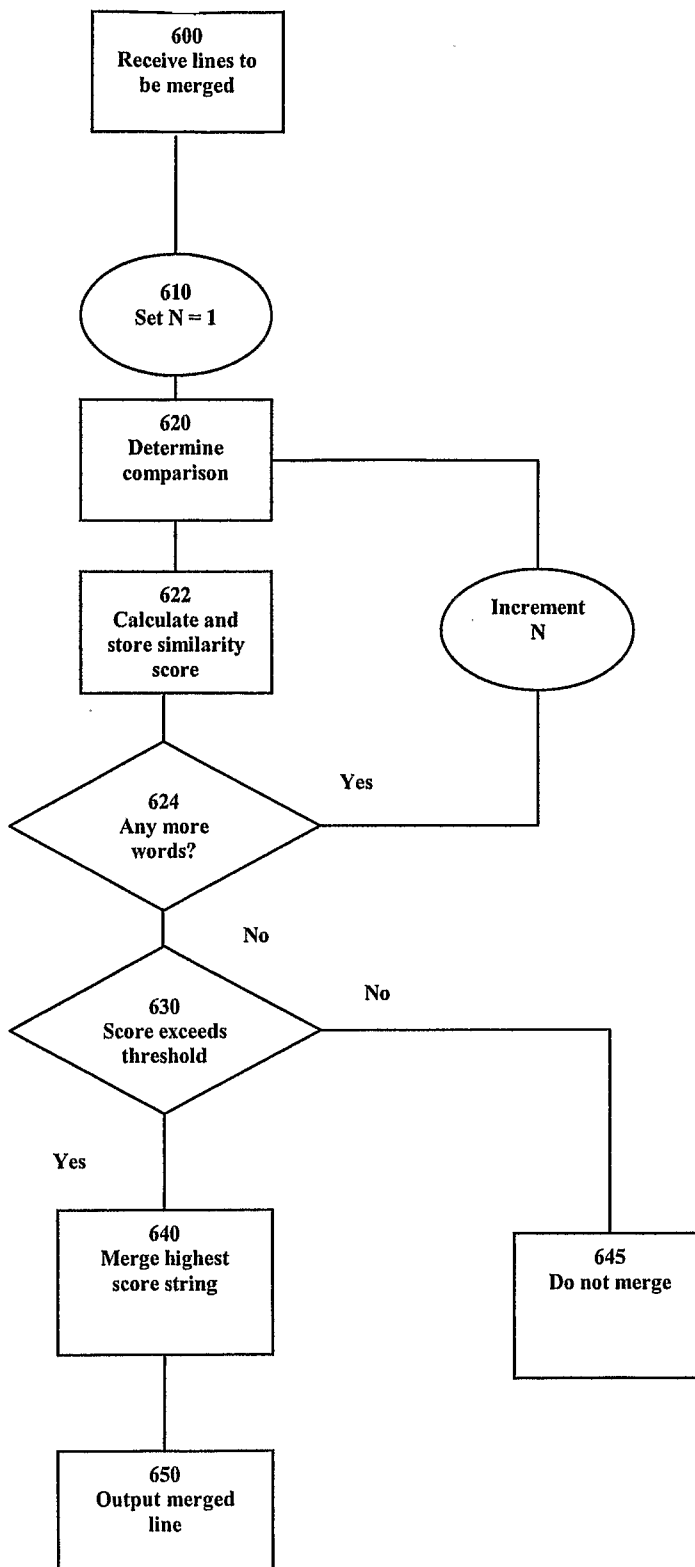 600
Receive lines to
be merged
610
Set N = 1
620
Determine
comparison
622
Calculate and
store similarity
score
Increment
N
Yes
624
Any more
words?
No
630
Score exceeds
threshold
No
Yes
640
Merge highest
score string
645
Do not merge
650
Output merged
line